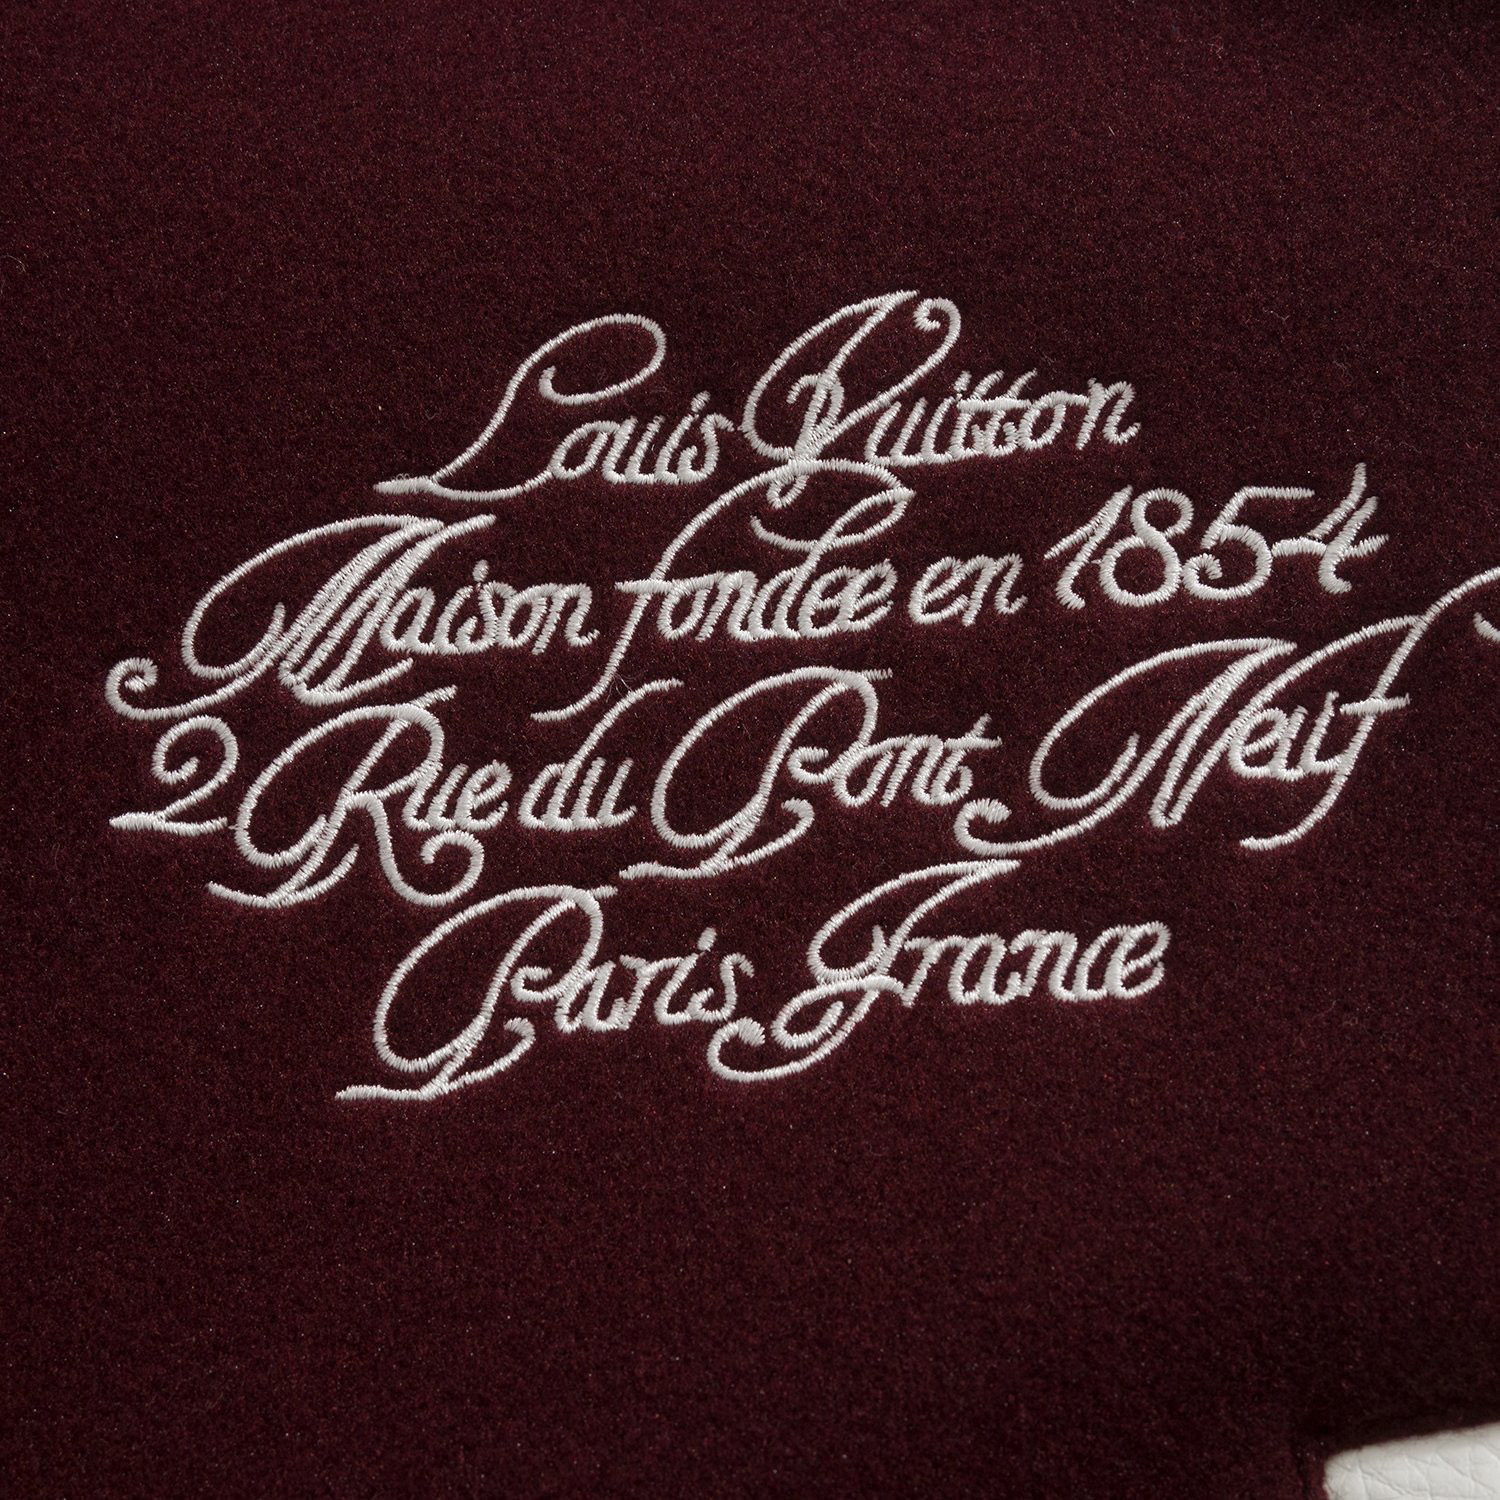 Louis Vuitton
Maison fondée en 1854
2 Rue du Pont Neuf
Paris France